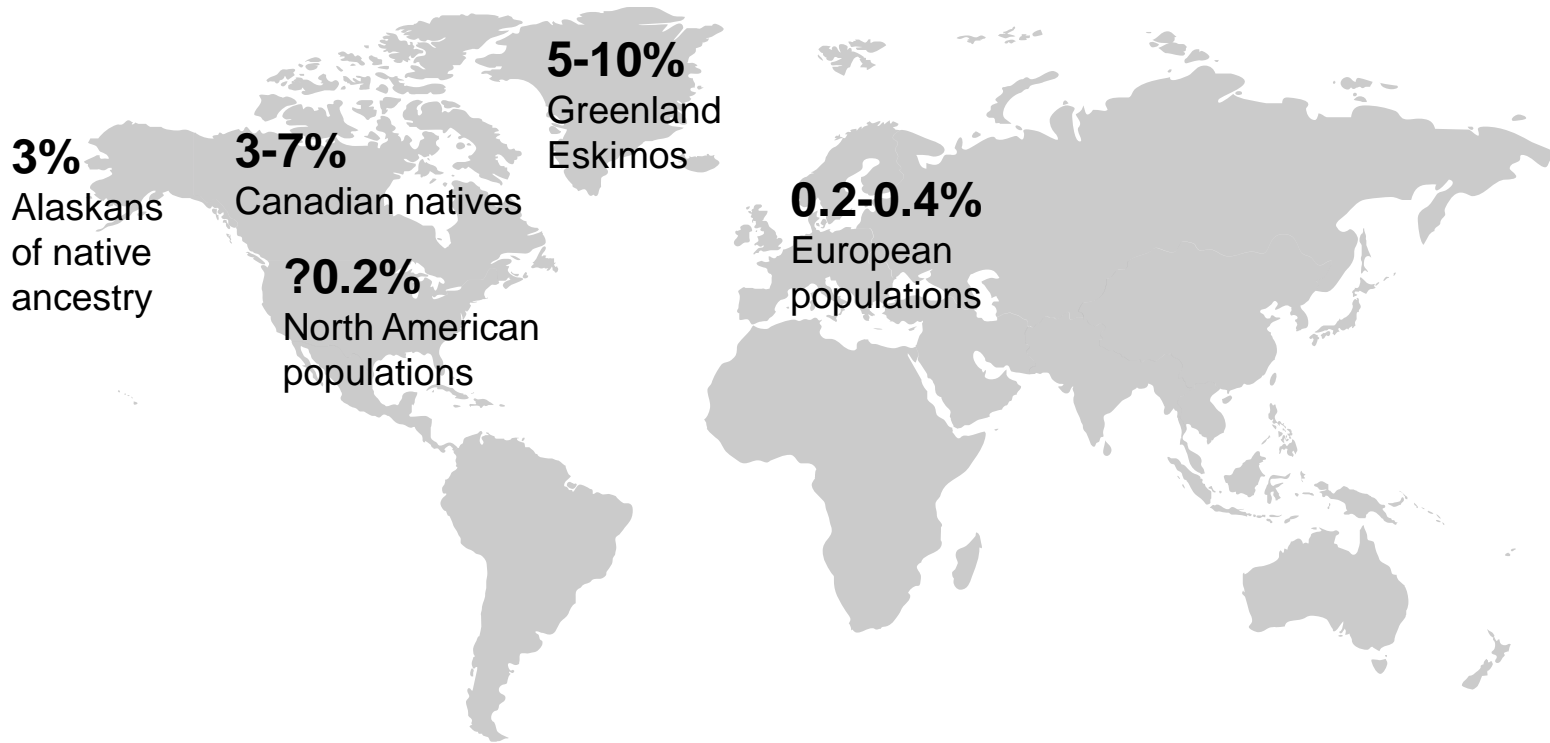 5-10%
Greenland
Eskimos
3%
Alaskans
of native
ancestry
3-7%
Canadian natives
?0.2%
North American
populations
0.2-0.4%
European
populations